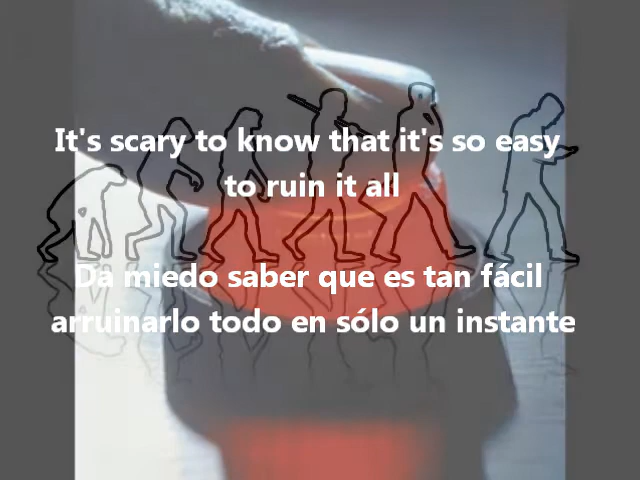 It's scary to know that it's so easy
to ruin it all
Da miedo saber que es tan fácil
arruinarlo todo en sólo un instante